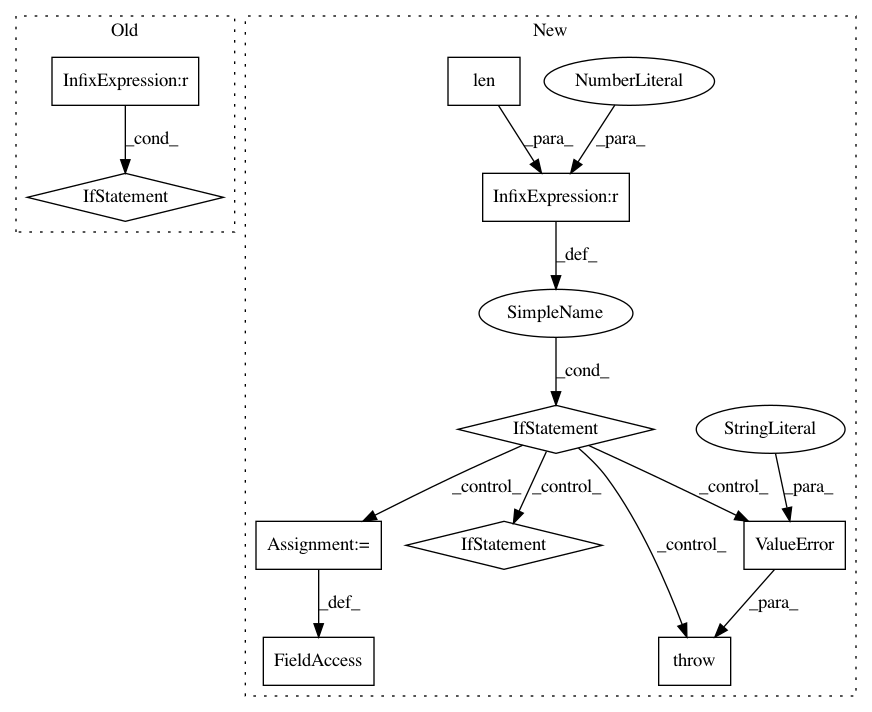 Old
New
InfixExpression:r
len
NumberLiteral
_cond_
_para_
_para_
IfStatement
InfixExpression:r
_def_
SimpleName
_cond_
IfStatement
StringLiteral
_control_
_control_
_control_
_para_
_control_
Assignment:=
IfStatement
ValueError
_def_
_para_
FieldAccess
throw